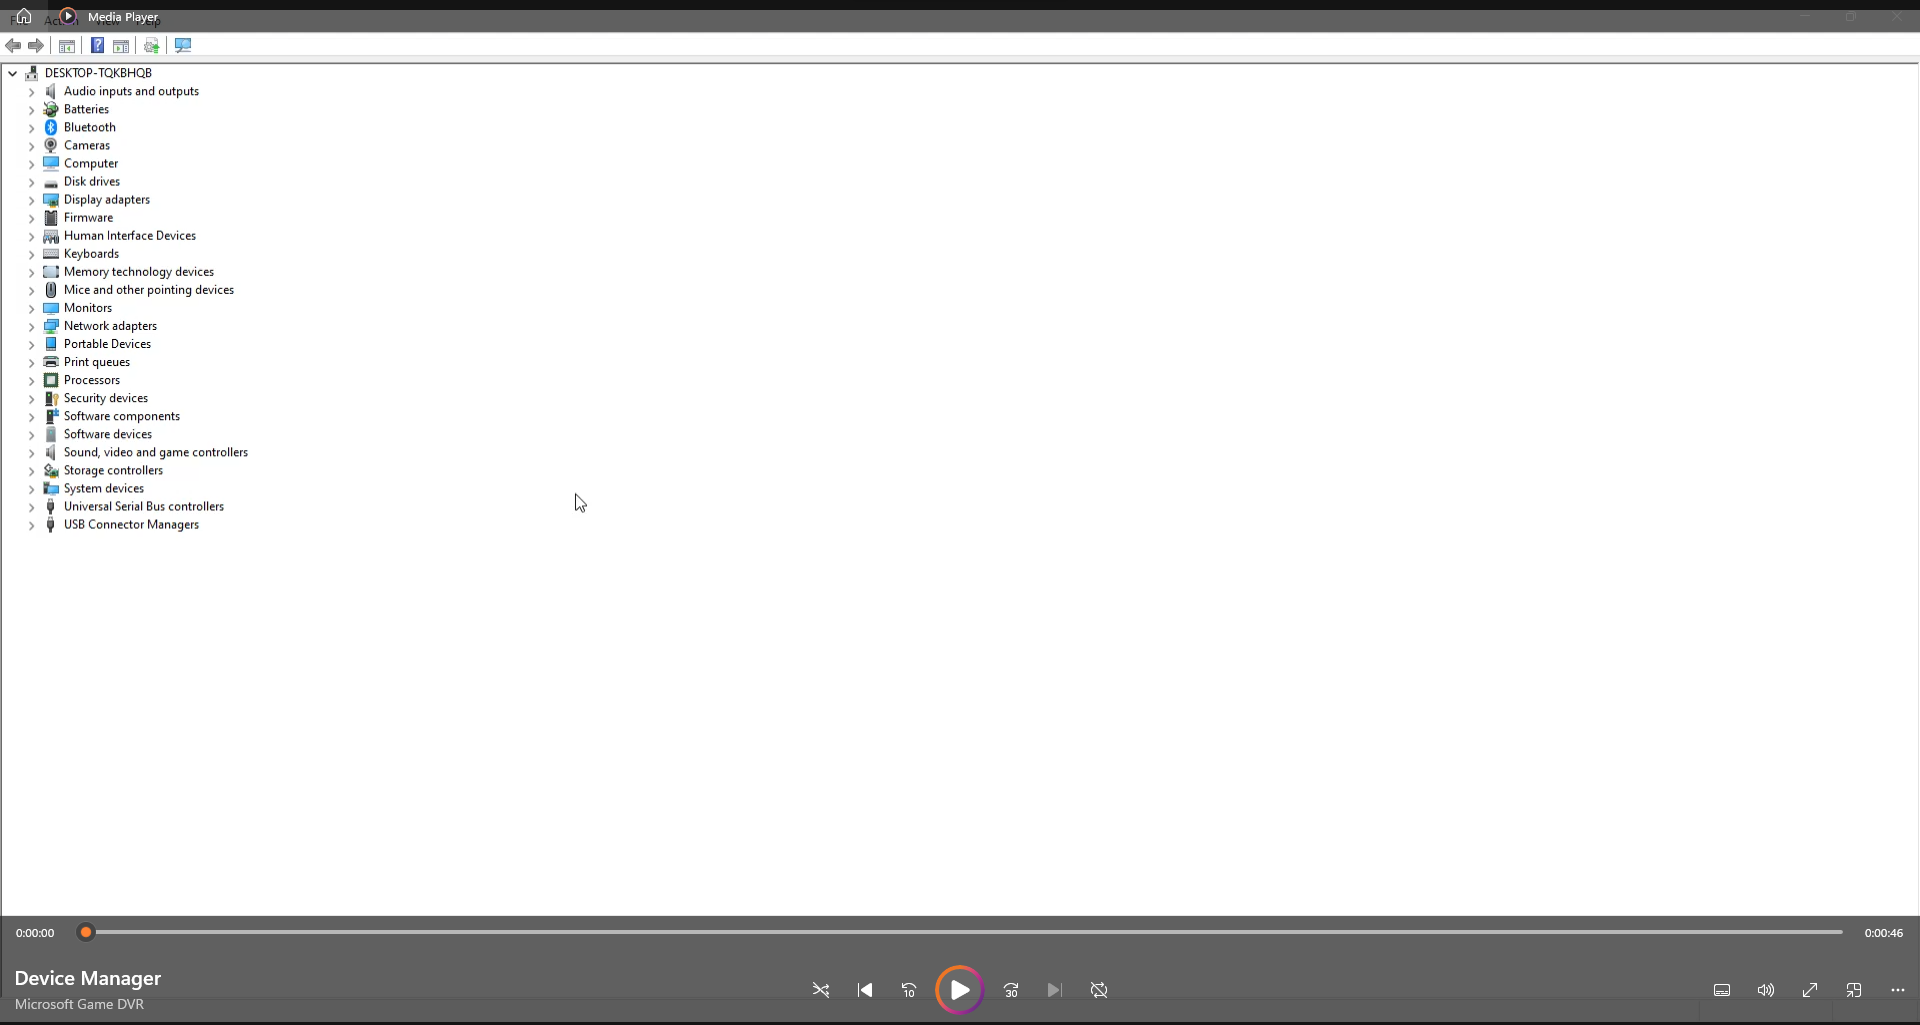 Media Player
DESKTOP-TQKBHQB
Audio inputs and outputs
Batteries
Bluetooth
Cameras
Computer
Disk drives
Display adapters
Firmware
Human Interface Devices
Keyboards
Memory technology devices
Mice and other pointing devices
Monitors
Network adapters
Portable Devices
Print queues
Processors
Security devices
Software components
Software devices
Sound, video and game controllers
Storage controllers
System devices
Universal Serial Bus controllers
USB Connector Managers
0:00:00
0:00:46
Device Manager
10
30
Microsoft Game DVR